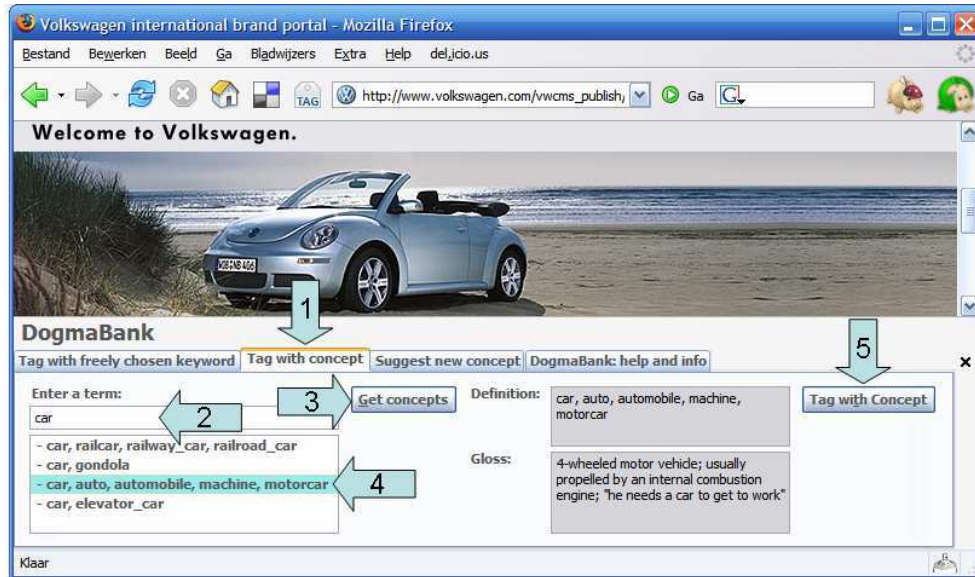 Volkswagen international brand portal - Mozilla Firefox
Bestand Bewerken Beeld Ga Bladwijzers Extra Help del.icio.us
TAG http://www.volkswagen.com/vwcms_publish/ Ga G
Welcome to Volkswagen.
WOB NB 466
1
DogmaBank
Tag with freely chosen keyword Tag with concept Suggest new concept DogmaBank: help and info
5
x
Enter a term:
car
2
3
Get concepts
- car, railcar, railway_car, railroad_car
- car, gondola
- car, auto, automobile, machine, motorcar
- car, elevator_car
4
Definition:
car, auto, automobile, machine,
motorcar
Gloss:
4-wheeled motor vehicle; usually
propelled by an internal combustion
engine; "he needs a car to get to work"
Tag with Concept
Klaar